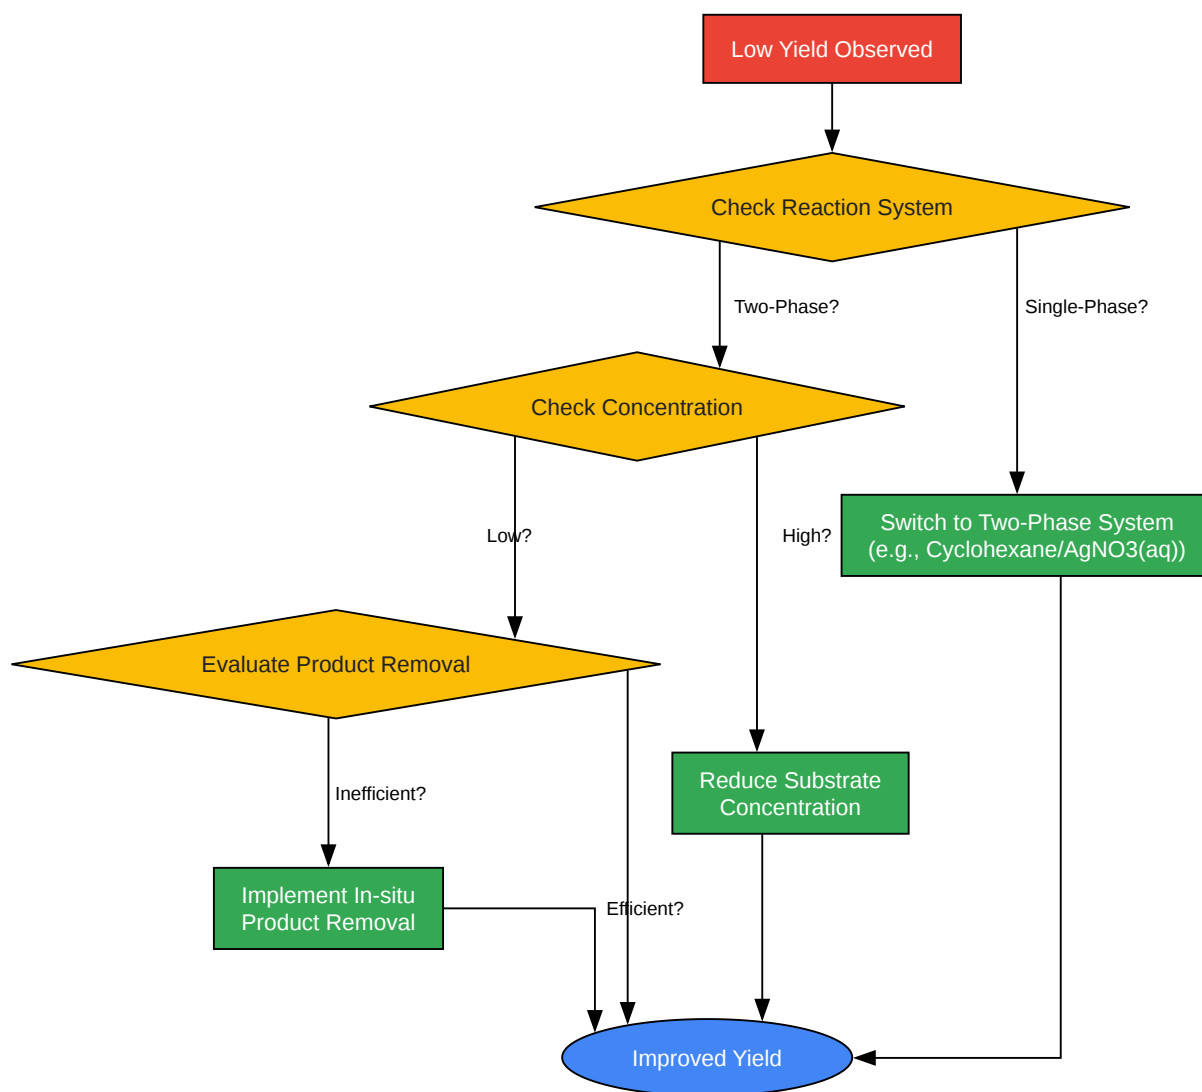 Low Yield Observed
Check Reaction System
Two-Phase?
Single-Phase?
Check Concentration
Low?
High?
Switch to Two-Phase System
(e.g., Cyclohexane/AgNO3(aq))
Evaluate Product Removal
Inefficient?
Reduce Substrate
Concentration
Implement In-situ
Product Removal
Efficient?
Improved Yield